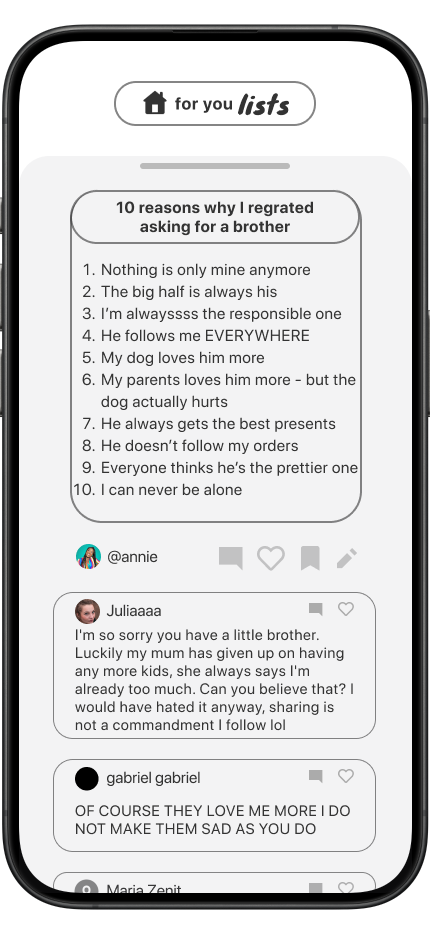 for you lists
10 reasons why I regrated
asking for a brother
1. Nothing is only mine anymore
2. The big half is always his
3. I'm alwayssss the responsible one
4. He follows me EVERYWHERE
5. My dog loves him more
6. My parents loves him more - but the
dog actually hurts
7. He always gets the best presents
8. He doesn't follow my orders
9. Everyone thinks he's the prettier one
10. I can never be alone
@annie
Juliaaaa
I'm so sorry you have a little brother.
Luckily my mum has given up on having
any more kids, she always says I'm
already too much. Can you believe that? I
would have hated it anyway, sharing is
not a commandment I follow lol
gabriel gabriel
OF COURSE THEY LOVE ME MORE I DO
NOT MAKE THEM SAD AS YOU DO
Maria Zenit